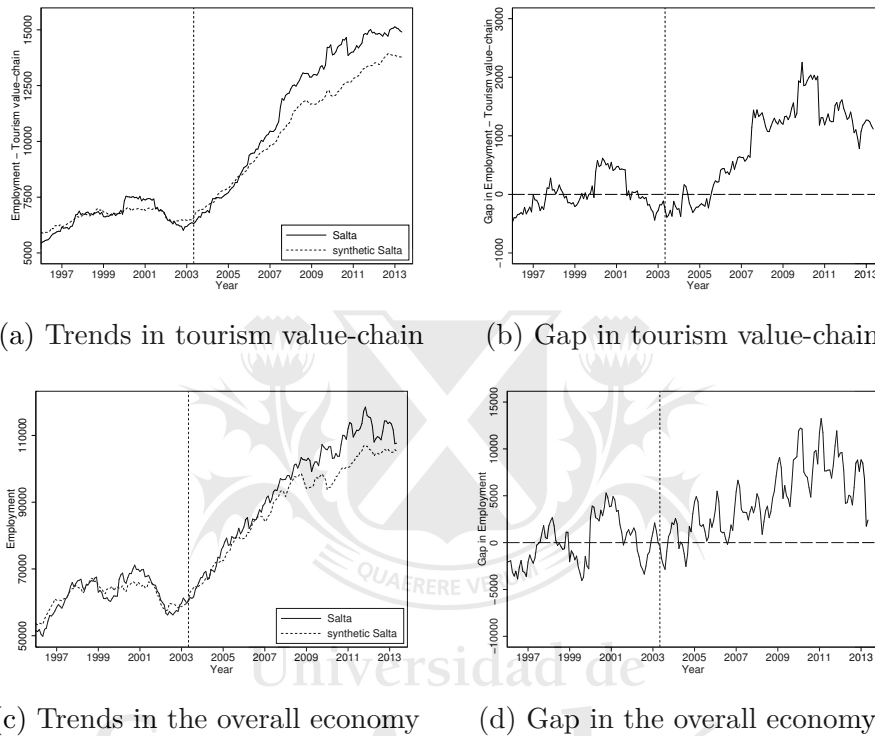 Employment − Tourism value−chain
5000 7500 10000 12500 15000
1997 1999 2001 2003 2005 2007 2009 2011 2013
Year
Salta
synthetic Salta
Gap in Employment − Tourism value−chain
−1000 0 1000 2000 3000
1997 1999 2001 2003 2005 2007 2009 2011 2013
Year
(a) Trends in tourism value-chain
(b) Gap in tourism value-chain
Employment
50000 70000 90000 110000
1997 1999 2001 2003 2005 2007 2009 2011 2013
Year
Salta
synthetic Salta
Gap in Employment
−10000 −5000 0 5000 10000 15000
1997 1999 2001 2003 2005 2007 2009 2011 2013
Year
QUAERERE VERUM
Universidad de
(c) Trends in the overall economy
(d) Gap in the overall economy